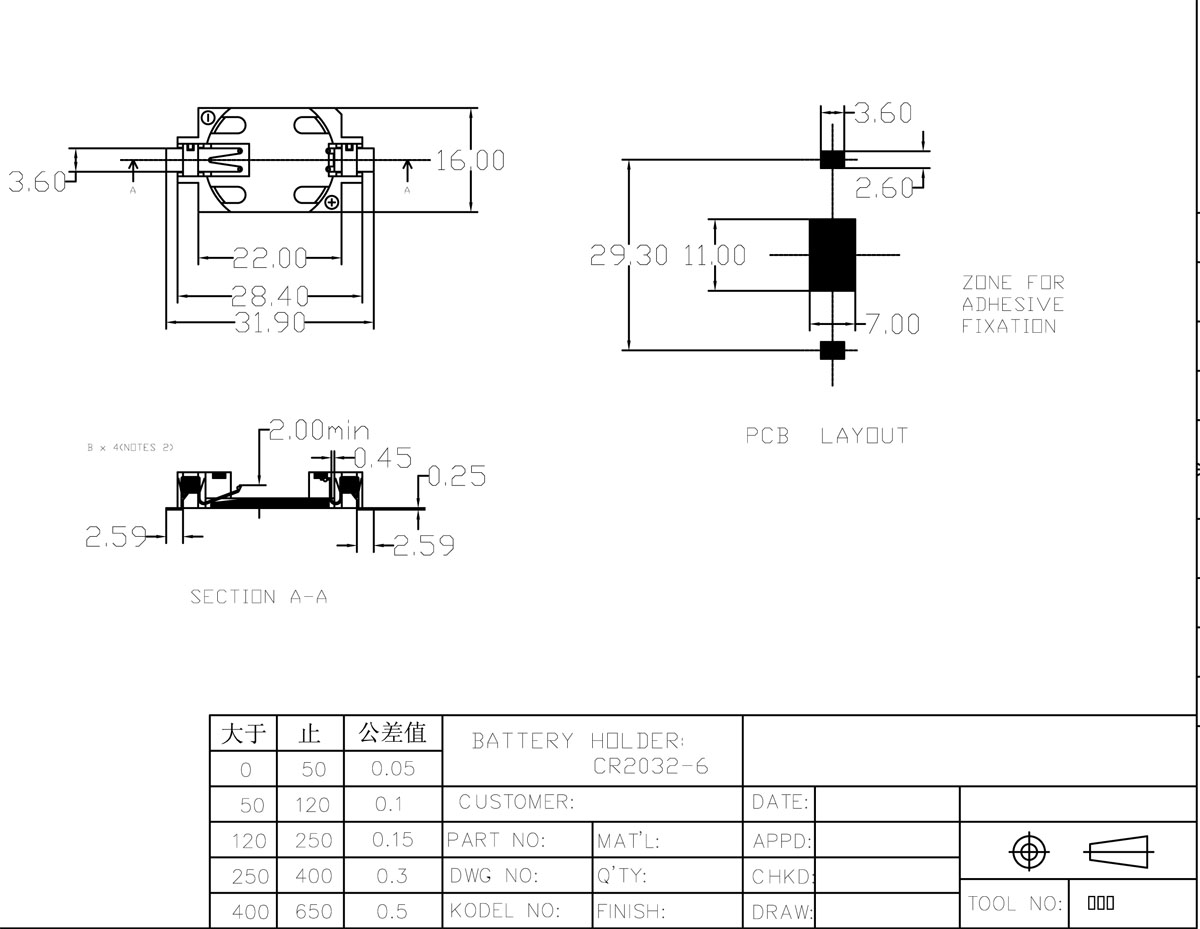 3.60
A
A
16.00
22.00
28.40
31.90
3.60
2.60
29.30
11.00
7.00
ZONE FOR
ADHESIVE
FIXATION
PCB LAYOUT
B x 4(NOTES 2)
2.00min
0.45
0.25
2.59
2.59
SECTION A-A
大于 止 公差值
0 50 0.05
50 120 0.1
120 250 0.15
250 400 0.3
400 650 0.5
BATTERY HOLDER:
CR2032-6
CUSTOMER: DATE:
PART NO: MAT'L: APPD:
DWG NO: Q'TY: CHKD:
KODEL NO: FINISH: DRAW:
TOOL NO: